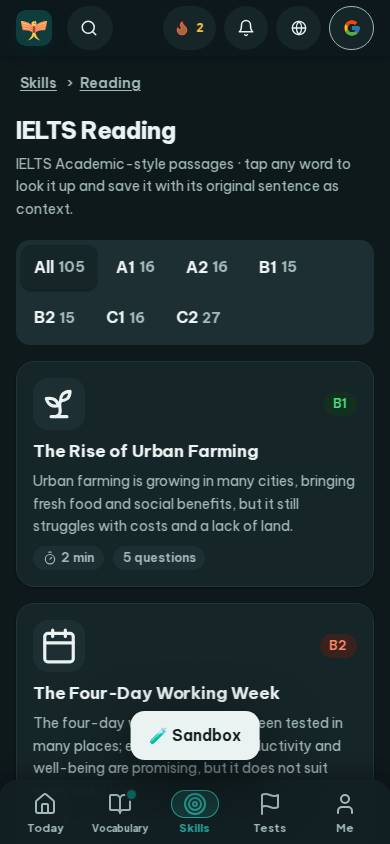 2
Skills > Reading
IELTS Reading
IELTS Academic-style passages · tap any word to
look it up and save it with its original sentence as
context.
All 105 A1 16 A2 16 B1 15
B2 15 C1 16 C2 27
B1
The Rise of Urban Farming
Urban farming is growing in many cities, bringing
fresh food and social benefits, but it still
struggles with costs and a lack of land.
2 min 5 questions
B2
The Four-Day Working Week
The four-day tested in
many places;
well-being are promising, but it does not suit
Sandbox
Today Vocabulary Skills Tests Me